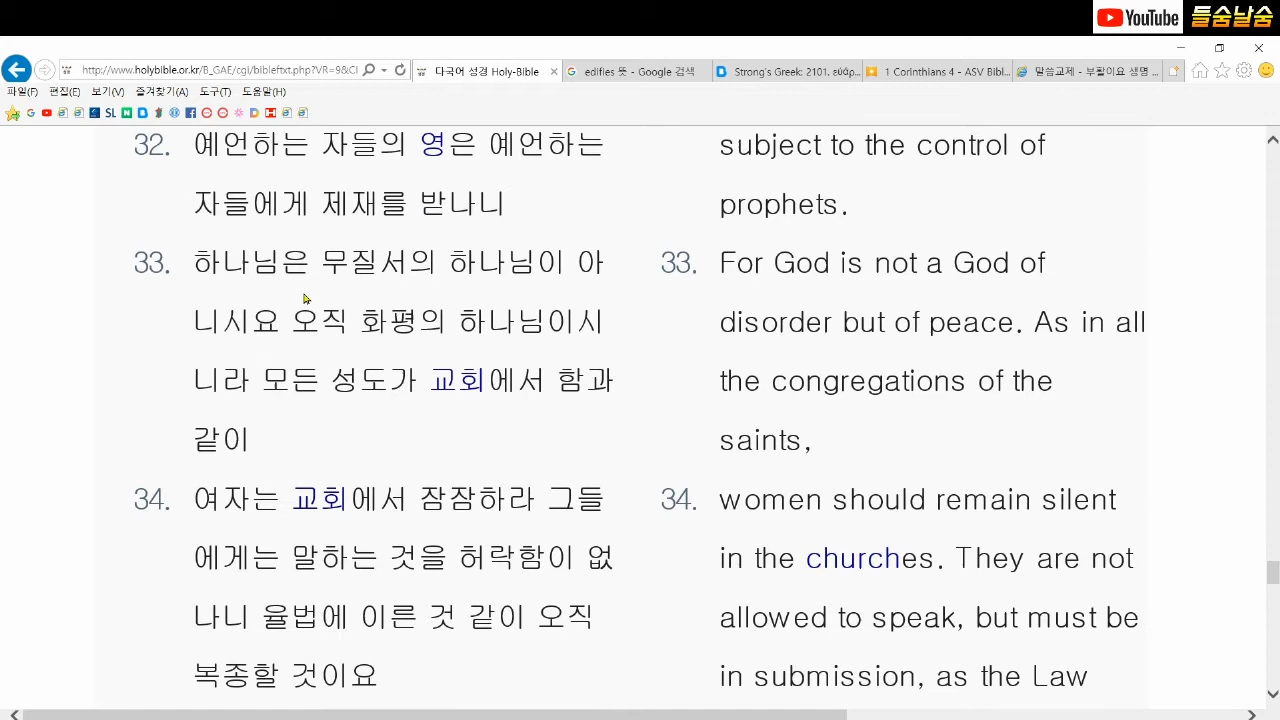 YouTube 들숨날숨
http://www.holybible.or.kr/B_GAE/cgi/bibleftxt.php?VR=9&CI
다국어 성경 Holy-Bible
edifies 뜻 - Google 검색
Strong's Greek: 2101. εὐάρ...
1 Corinthians 4 - ASV Bibl...
말씀교제 - 부활이요 생명 ...
파일(F) 편집(E) 보기(V) 즐겨찾기(A) 도구(T) 도움말(H)
32. 예언하는 자들의 영은 예언하는
자들에게 제재를 받나니
33. 하나님은 무질서의 하나님이 아
니시요 오직 화평의 하나님이시
니라 모든 성도가 교회에서 함과
같이
34. 여자는 교회에서 잠잠하라 그들
에게는 말하는 것을 허락함이 없
나니 율법에 이른 것 같이 오직
복종할 것이요
subject to the control of
prophets.
33. For God is not a God of
disorder but of peace. As in all
the congregations of the
saints,
34. women should remain silent
in the churches. They are not
allowed to speak, but must be
in submission, as the Law